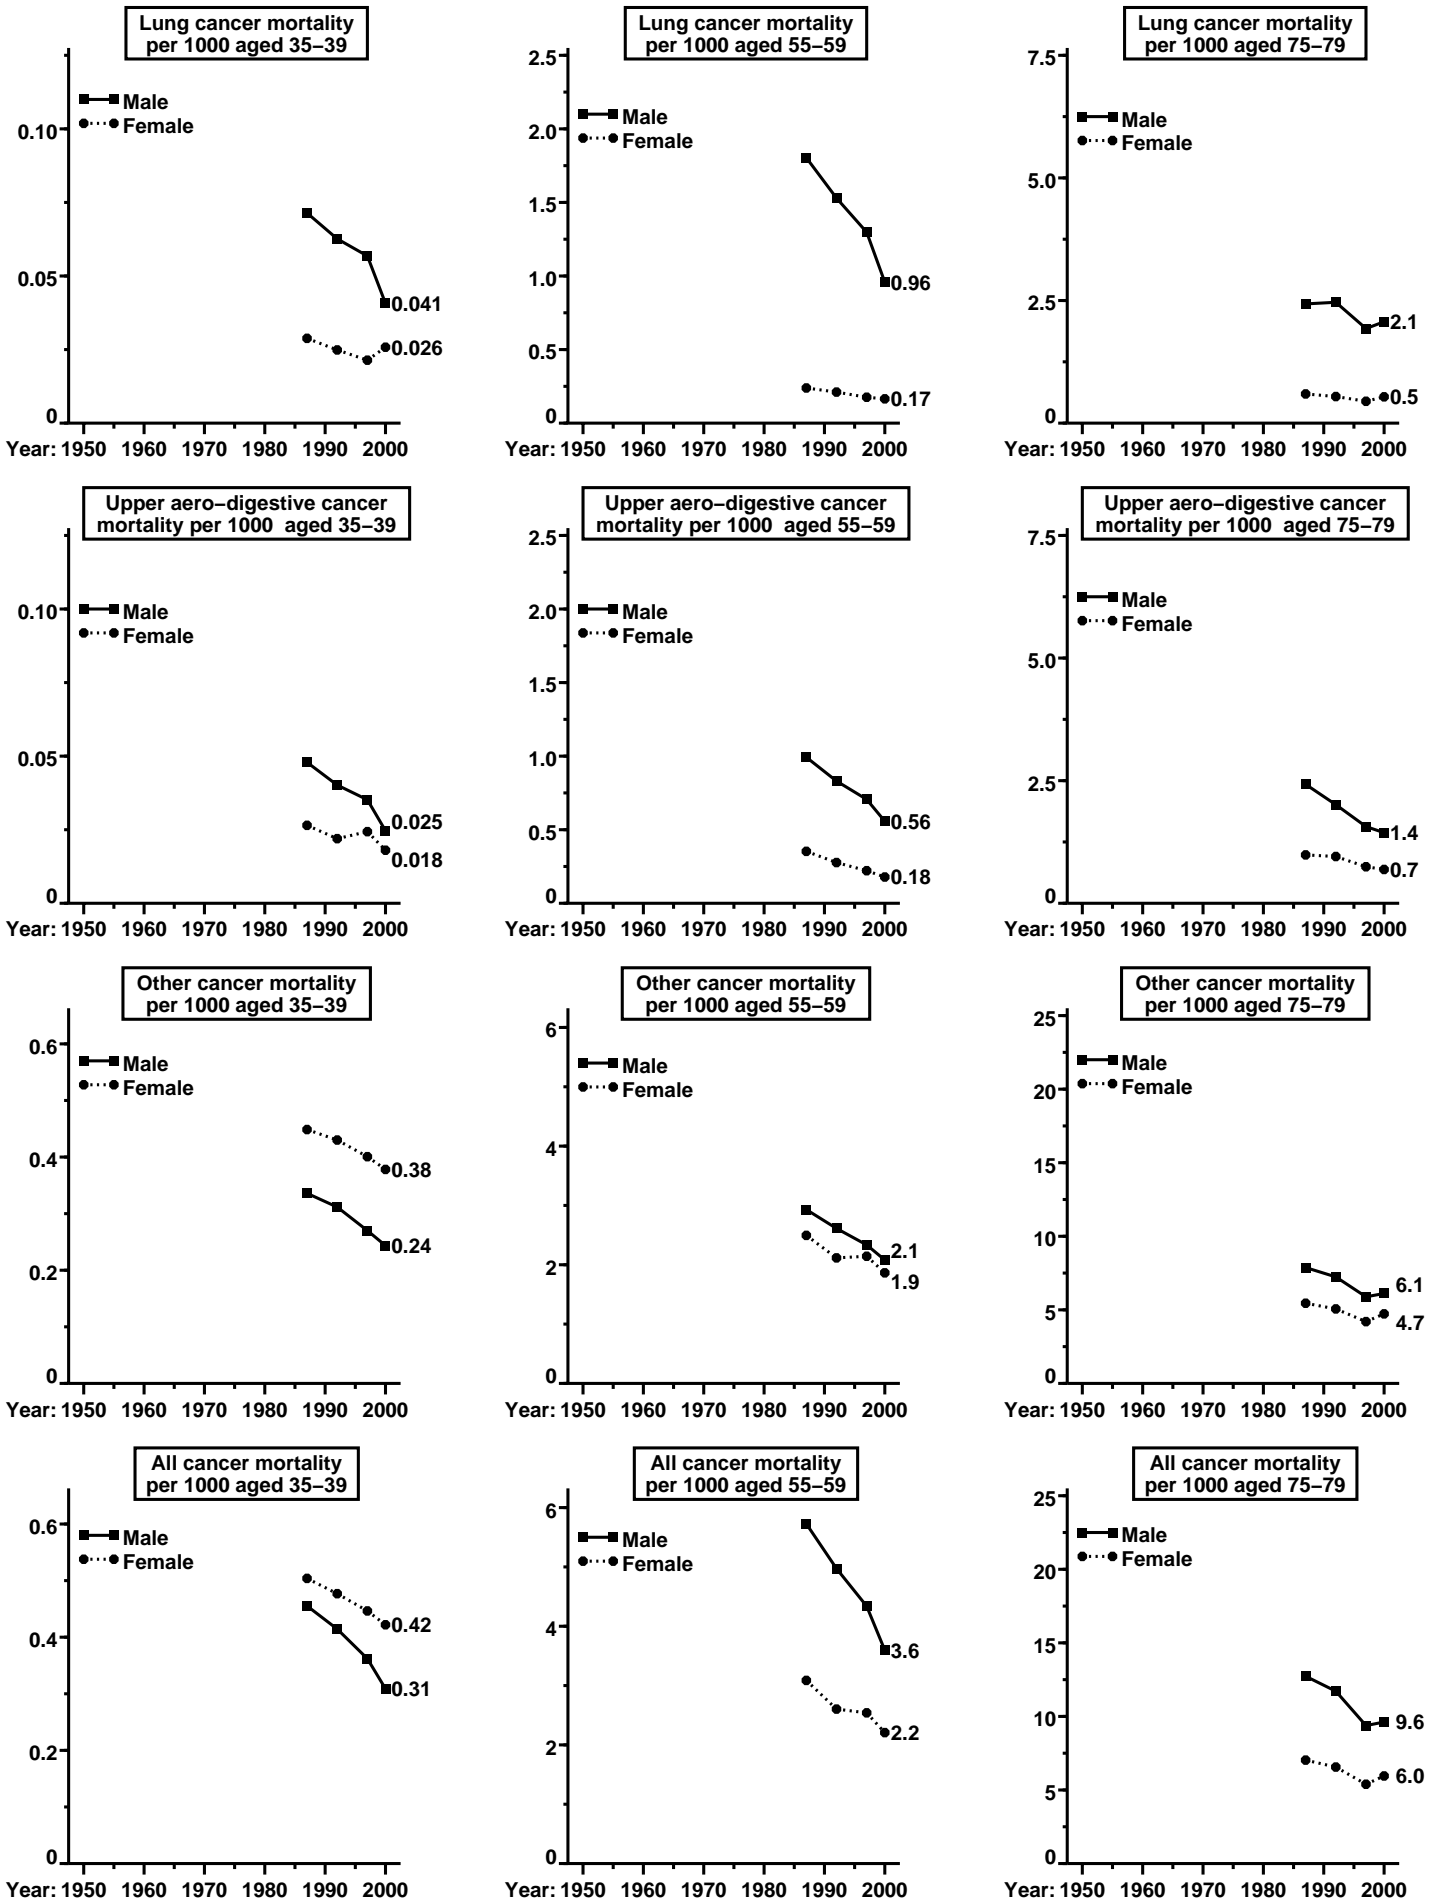 Lung cancer mortality
per 1000 aged 35–39
0.10
0.05
0
Male
Female
0.041
0.026
Year: 1950 1960 1970 1980 1990 2000
Lung cancer mortality
per 1000 aged 55–59
2.5
2.0
1.5
1.0
0.5
0
Male
Female
0.96
0.17
Year: 1950 1960 1970 1980 1990 2000
Lung cancer mortality
per 1000 aged 75–79
7.5
5.0
2.5
0
Male
Female
2.1
0.5
Year: 1950 1960 1970 1980 1990 2000
Upper aero–digestive cancer
mortality per 1000 aged 35–39
0.10
0.05
0
Male
Female
0.025
0.018
Year: 1950 1960 1970 1980 1990 2000
Upper aero–digestive cancer
mortality per 1000 aged 55–59
2.5
2.0
1.5
1.0
0.5
0
Male
Female
0.56
0.18
Year: 1950 1960 1970 1980 1990 2000
Upper aero–digestive cancer
mortality per 1000 aged 75–79
7.5
5.0
2.5
0
Male
Female
1.4
0.7
Year: 1950 1960 1970 1980 1990 2000
Other cancer mortality
per 1000 aged 35–39
0.6
0.4
0.2
0
Male
Female
0.38
0.24
Year: 1950 1960 1970 1980 1990 2000
Other cancer mortality
per 1000 aged 55–59
6
4
2
0
Male
Female
2.1
1.9
Year: 1950 1960 1970 1980 1990 2000
Other cancer mortality
per 1000 aged 75–79
25
20
15
10
5
0
Male
Female
6.1
4.7
Year: 1950 1960 1970 1980 1990 2000
All cancer mortality
per 1000 aged 35–39
0.6
0.4
0.2
0
Male
Female
0.42
0.31
Year: 1950 1960 1970 1980 1990 2000
All cancer mortality
per 1000 aged 55–59
6
4
2
0
Male
Female
3.6
2.2
Year: 1950 1960 1970 1980 1990 2000
All cancer mortality
per 1000 aged 75–79
25
20
15
10
5
0
Male
Female
9.6
6.0
Year: 1950 1960 1970 1980 1990 2000